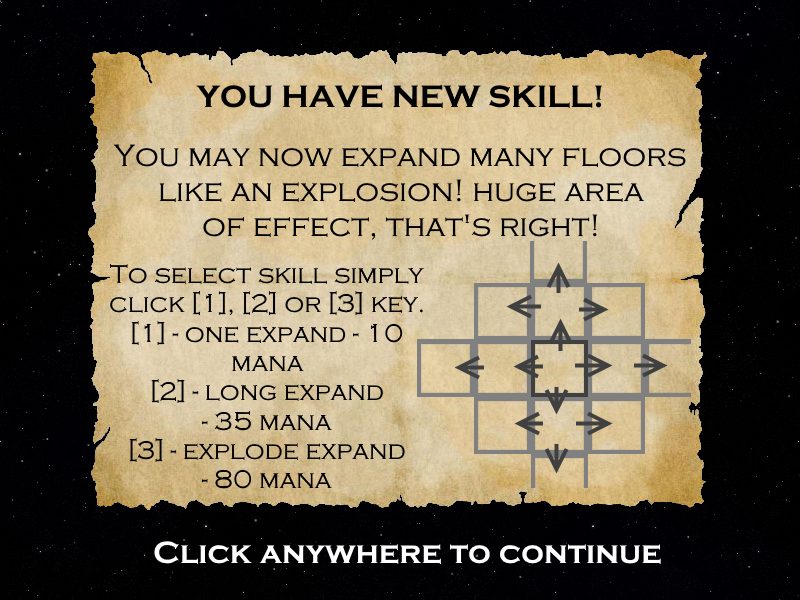 YOU HAVE NEW SKILL!
YOU MAY NOW EXPAND MANY FLOORS
LIKE AN EXPLOSION! HUGE AREA
OF EFFECT, THAT'S RIGHT!
TO SELECT SKILL SIMPLY
CLICK [1], [2] OR [3] KEY.
[1] - ONE EXPAND - 10
MANA
[2] - LONG EXPAND
- 35 MANA
[3] - EXPLODE EXPAND
- 80 MANA
CLICK ANYWHERE TO CONTINUE